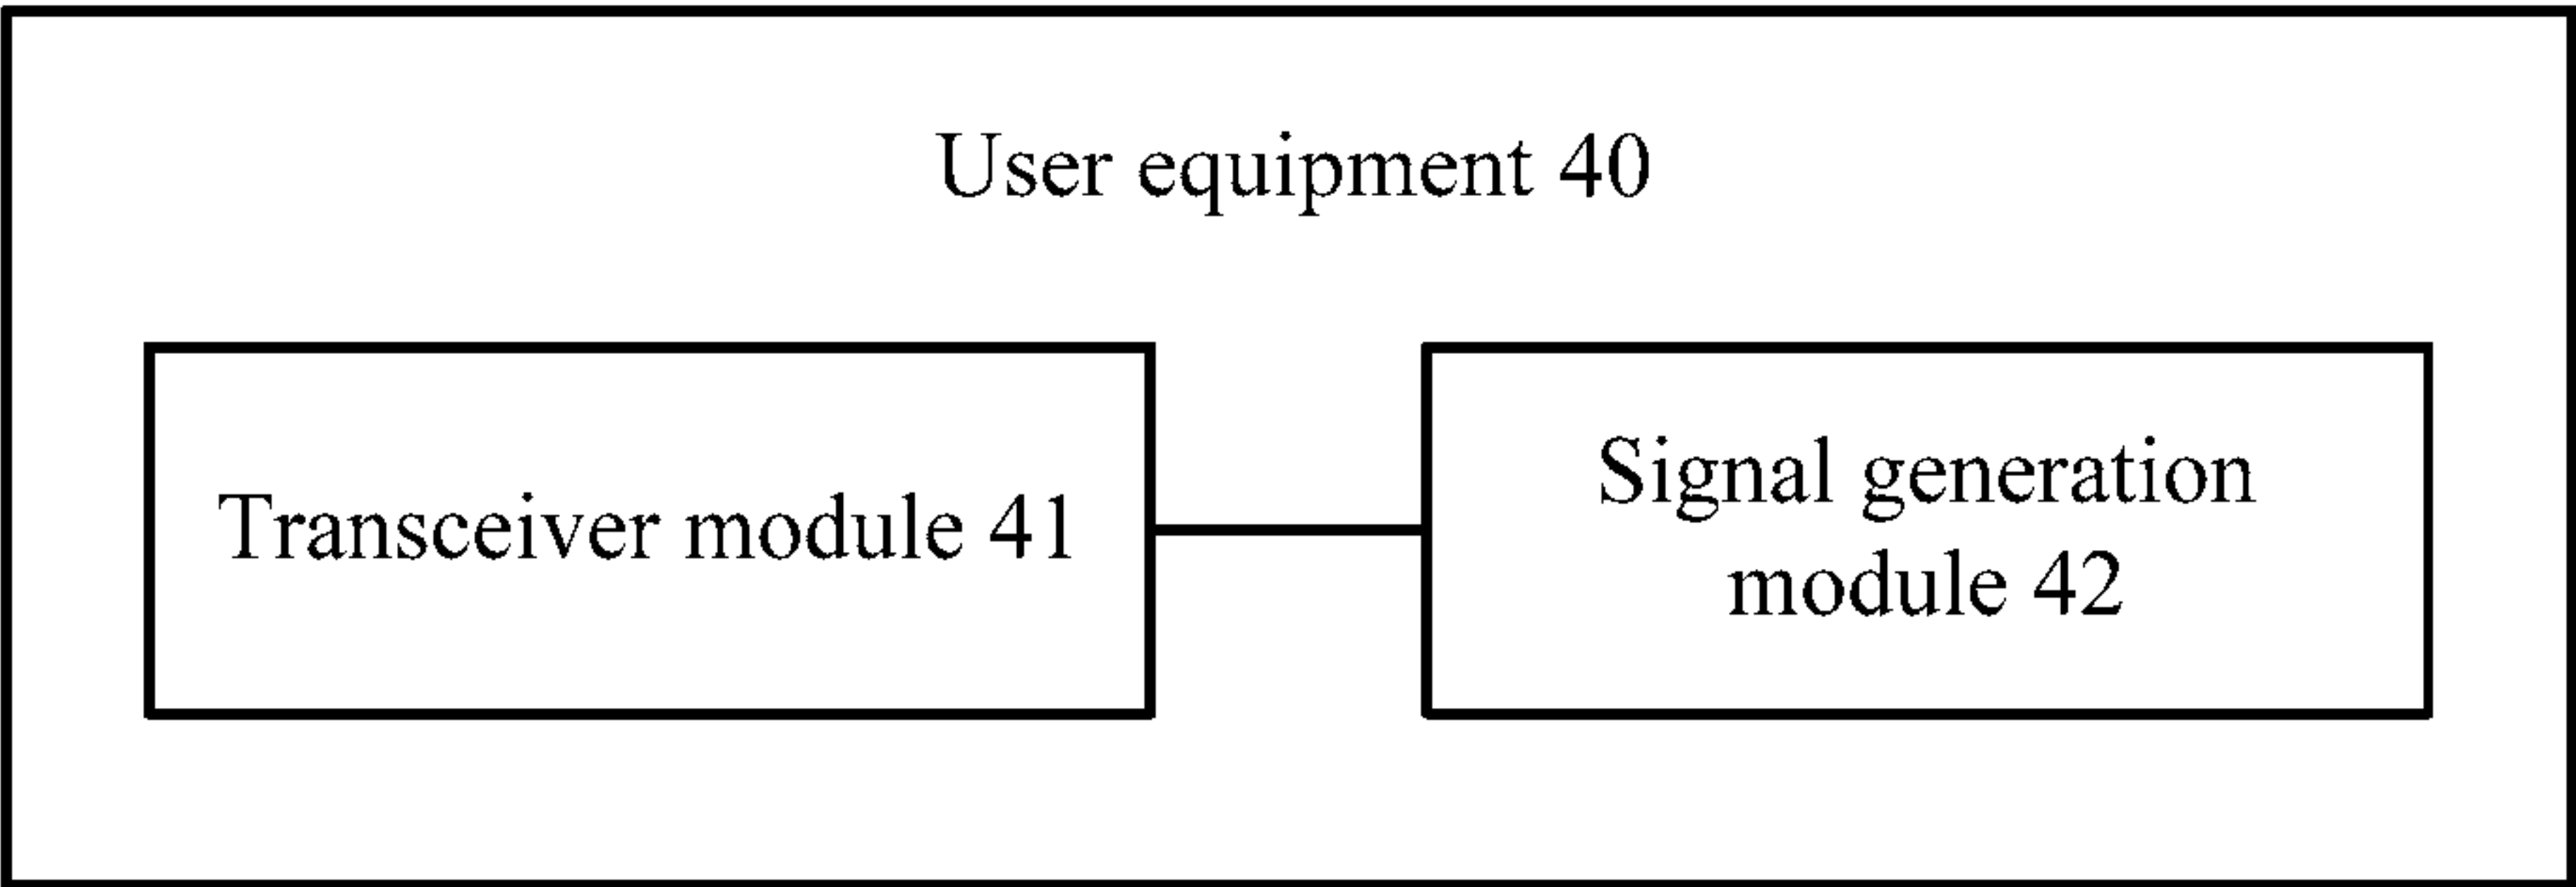 User equipment 40
Transceiver module 41
Signal generation
module 42